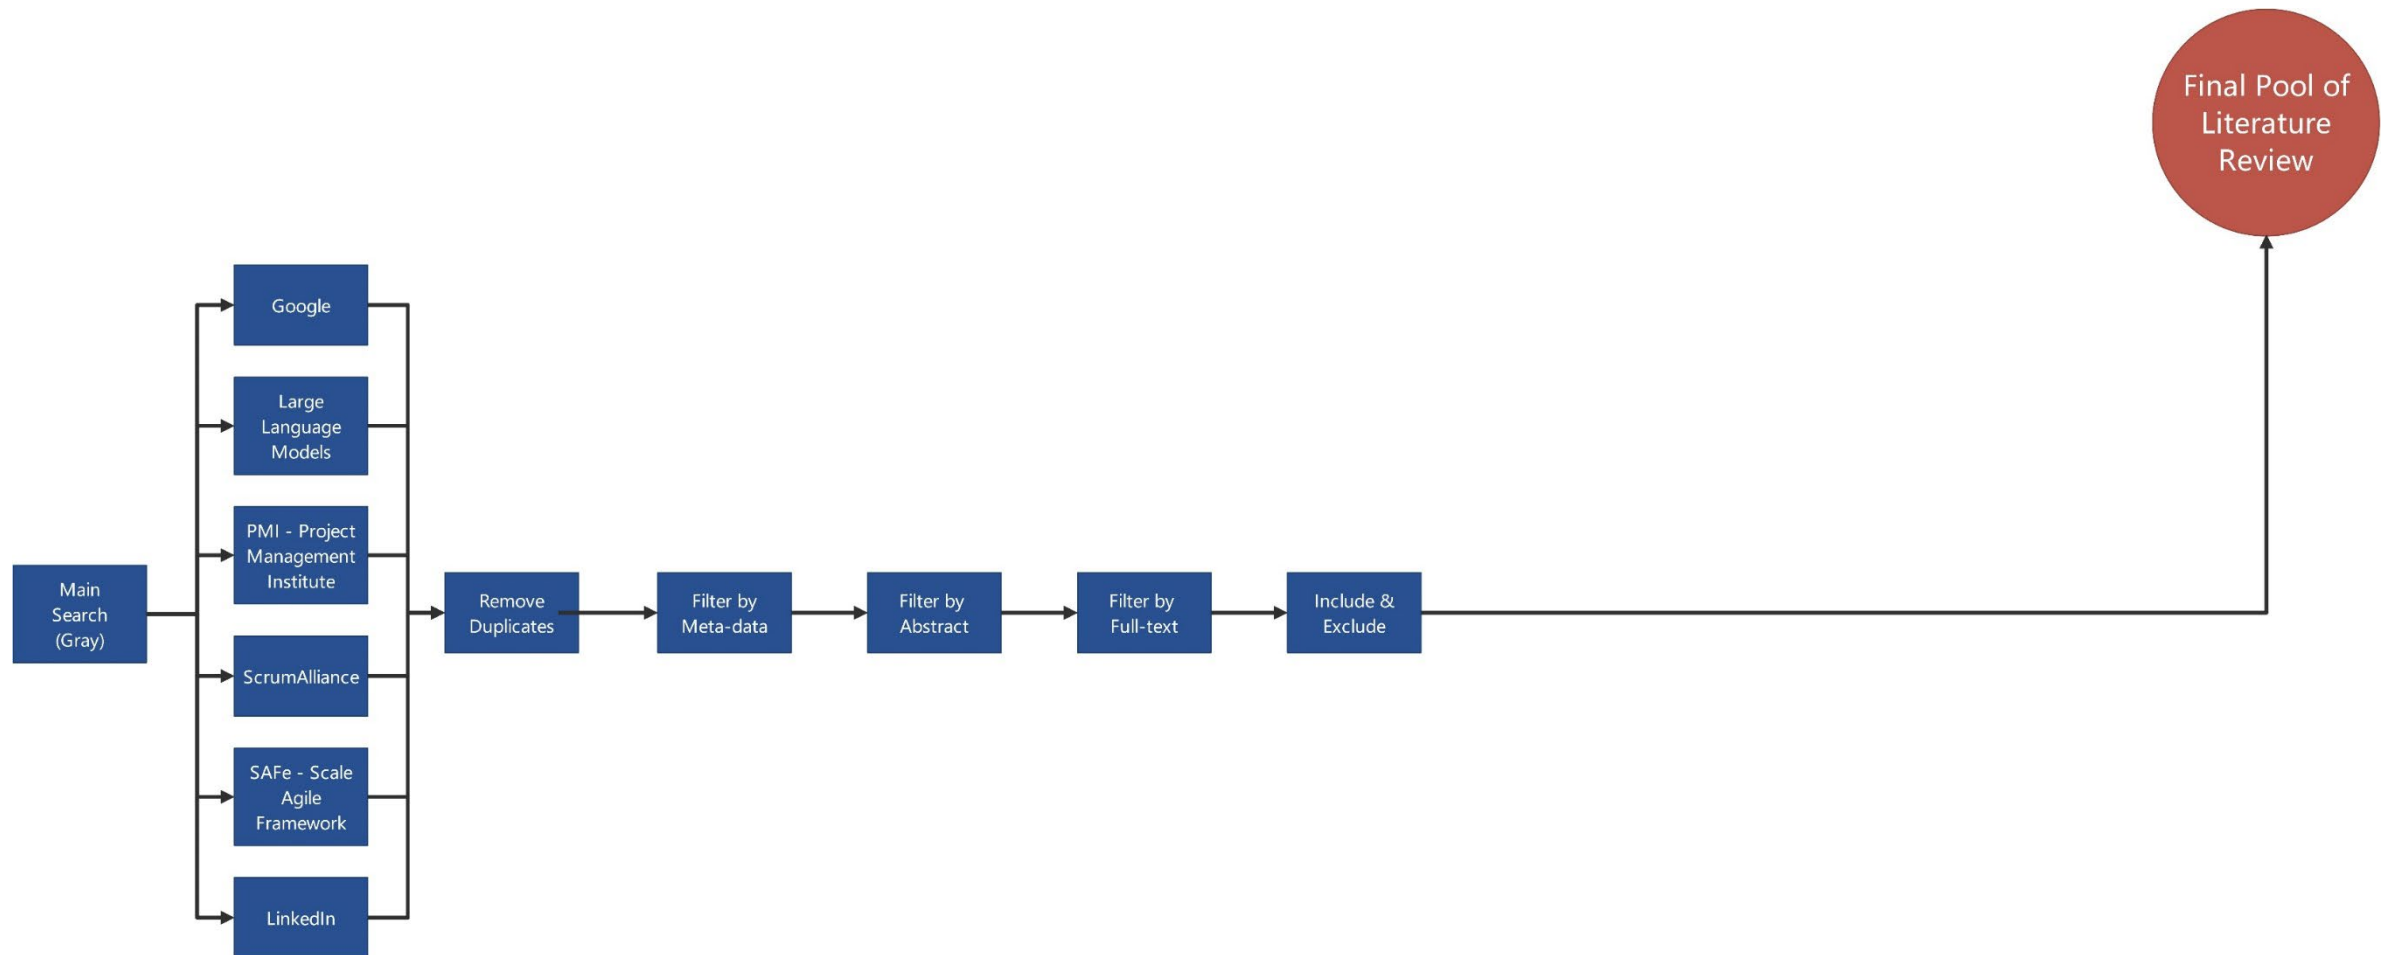 Final Pool of
Literature
Review
Google
Large
Language
Models
PMI - Project
Management
Institute
Main
Search
(Gray)
Remove
Duplicates
Filter by
Meta-data
Filter by
Abstract
Filter by
Full-text
Include &
Exclude
ScrumAlliance
SAFe - Scale
Agile
Framework
LinkedIn